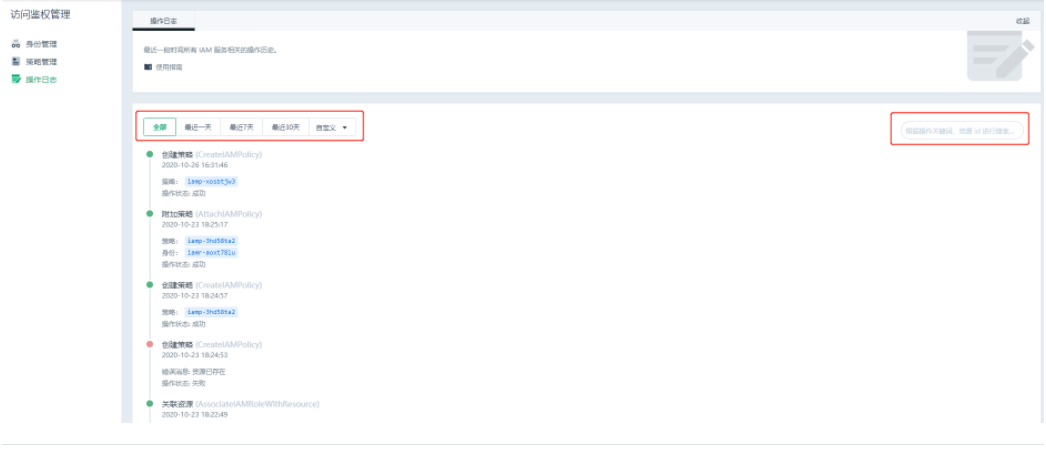 访问鉴权管理
身份管理
策略管理
操作日志
操作日志
收起
最近一段时间所有 IAM 服务相关的操作历史。
使用指南
全部 最近一天 最近7天 最近30天 自定义
根据操作关键词、资源 id 进行搜索...
创建策略 (CreateIAMPolicy)
2020-10-26 16:31:46
策略: iamp-xosotjw3
操作状态: 成功
附加策略 (AttachIAMPolicy)
2020-10-23 18:25:17
策略: iamp-3hd58ta2
身份: iamr-moxt781u
操作状态: 成功
创建策略 (CreateIAMPolicy)
2020-10-23 18:24:57
策略: iamp-3hd58ta2
操作状态: 成功
创建策略 (CreateIAMPolicy)
2020-10-23 18:24:53
错误消息: 资源已存在
操作状态: 失败
关联资源 (AssociateIAMRoleWithResource)
2020-10-23 18:22:49